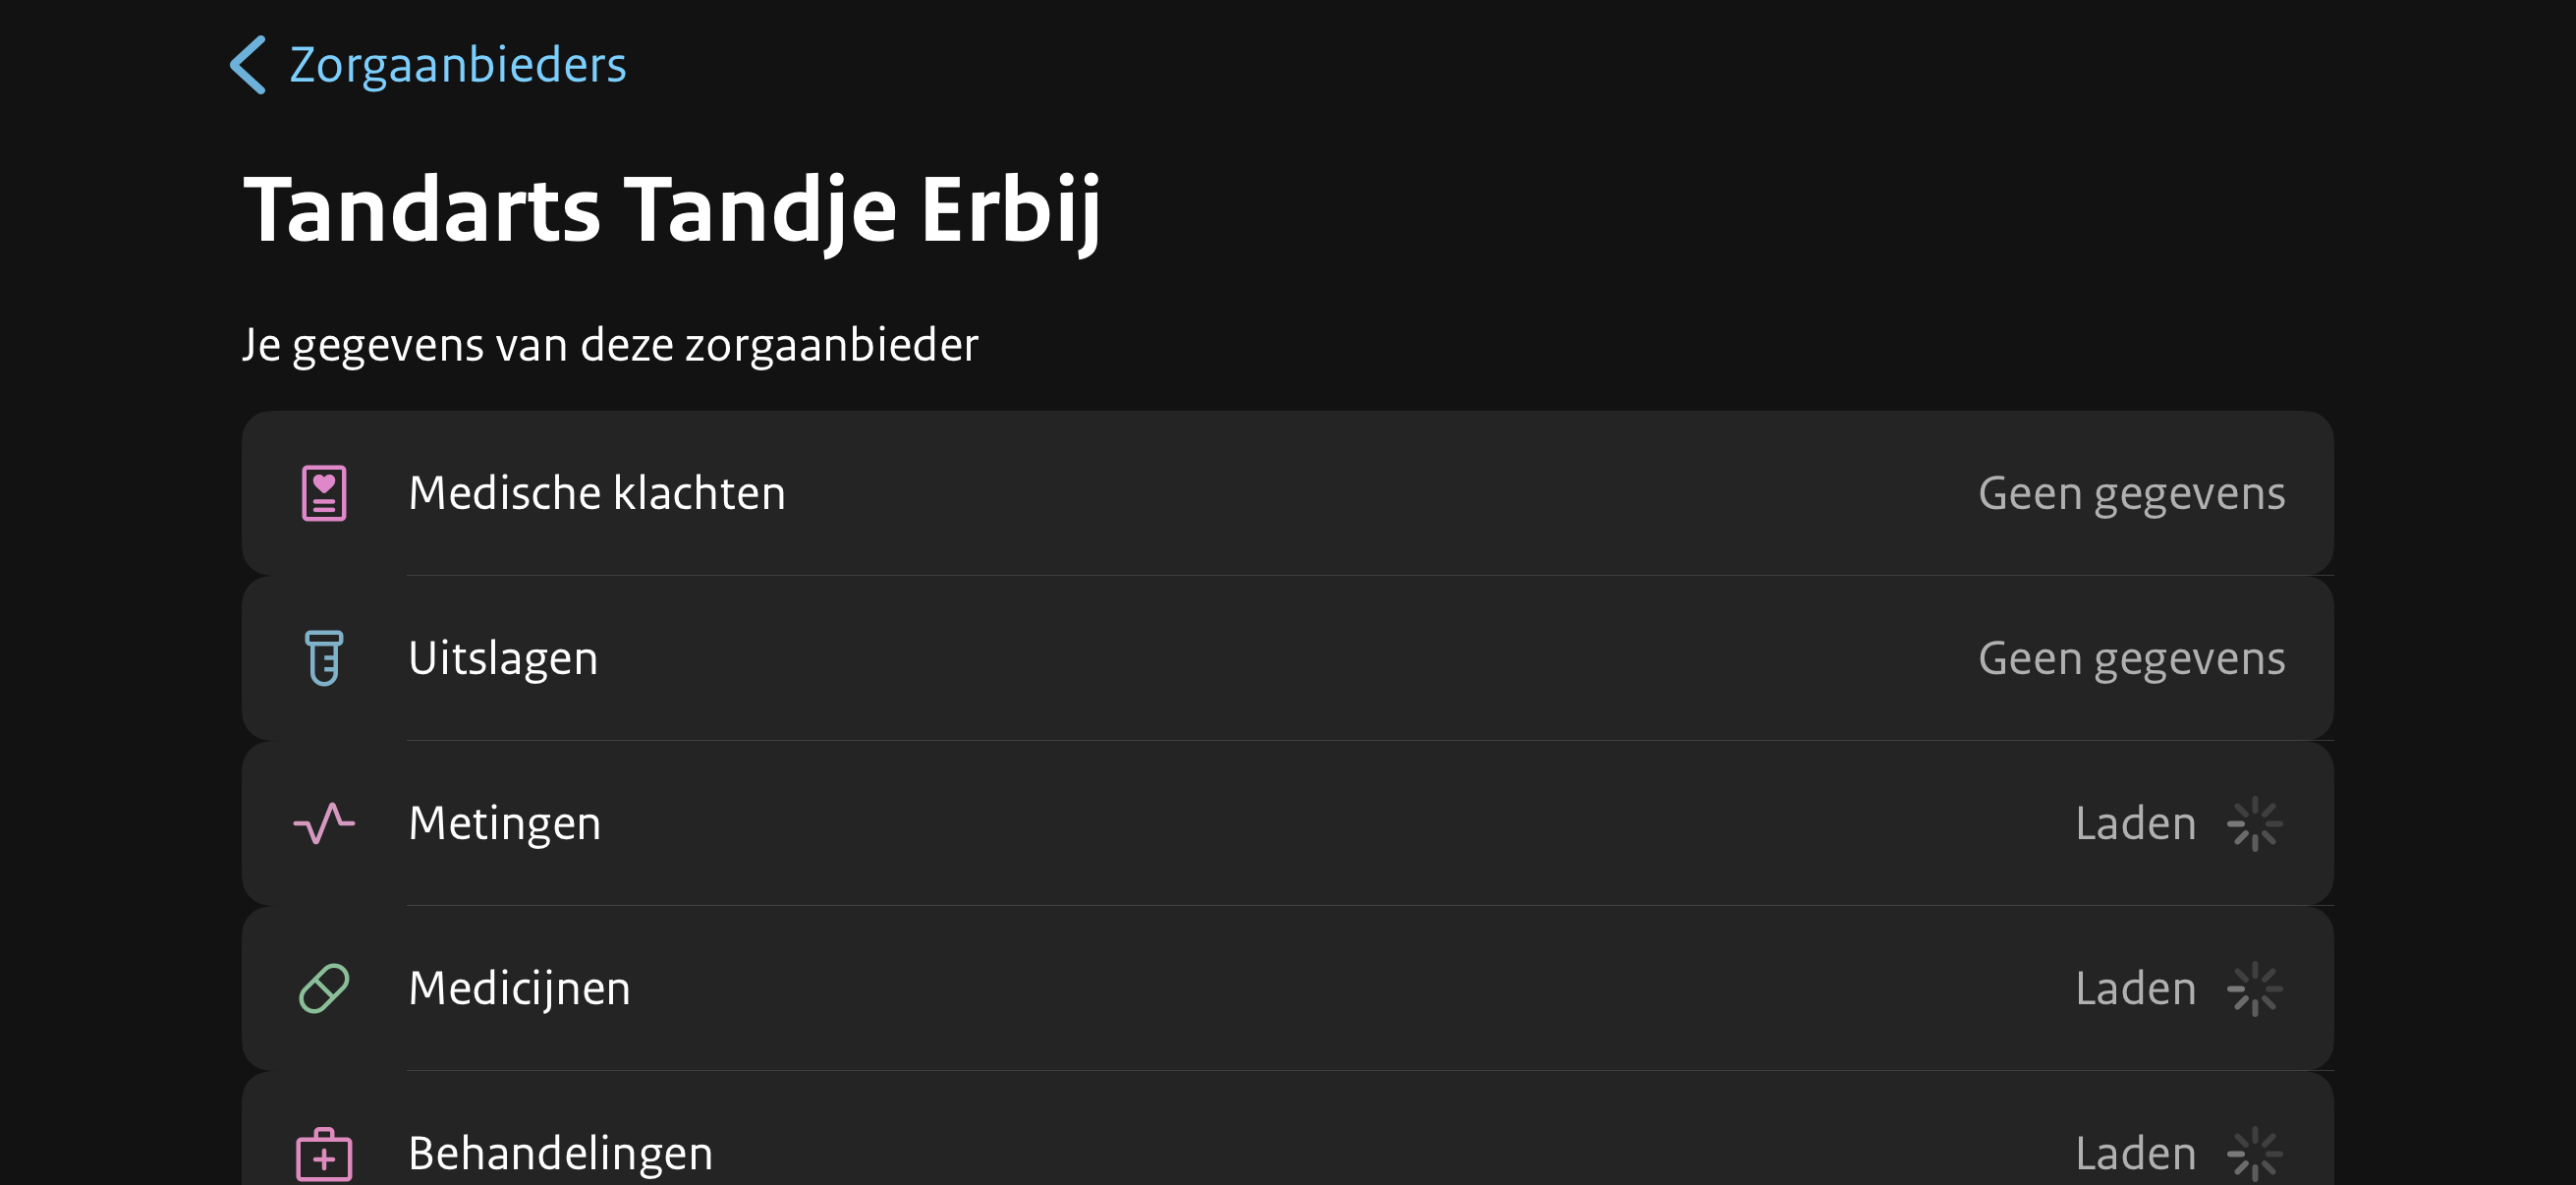 Zorgaanbieders
Tandarts Tandje Erbij
Je gegevens van deze zorgaanbieder
Medische klachten Geen gegevens
Uitslagen Geen gegevens
Metingen Laden
Medicijnen Laden
Behandelingen Laden